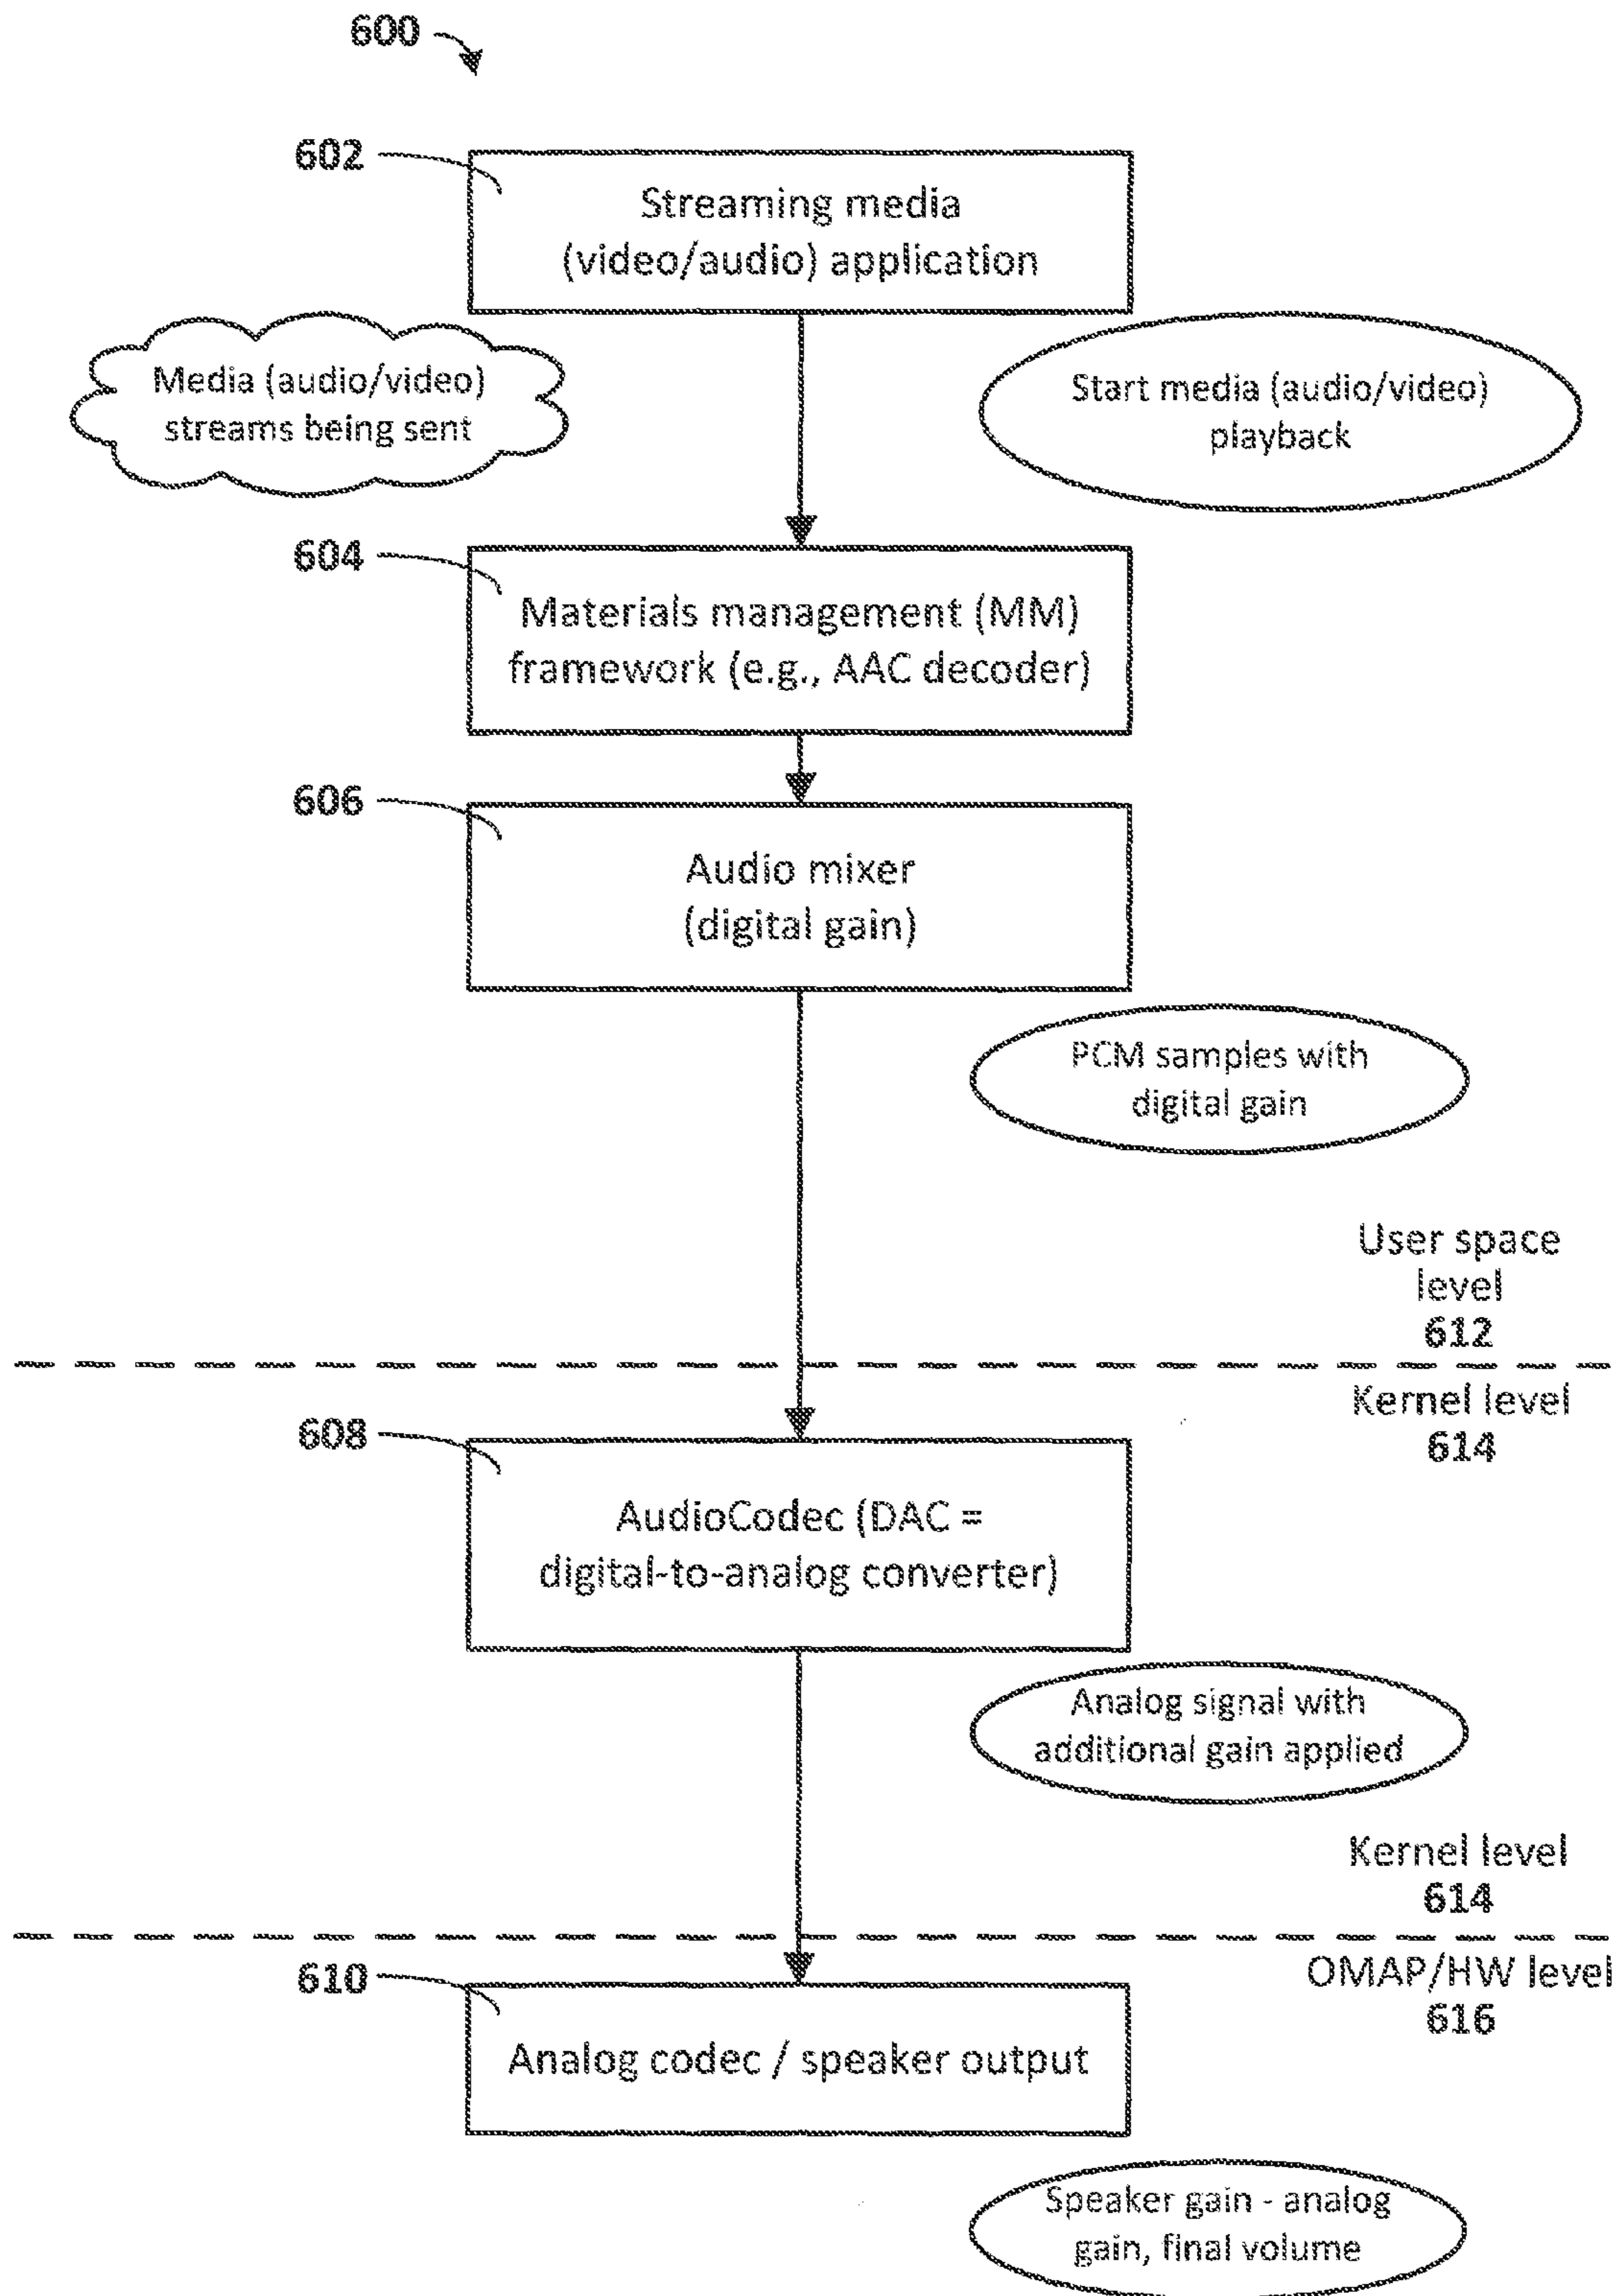 600
602
Streaming media
(video/audio) application
Media (audio/video)
streams being sent
Start media (audio/video)
playback
604
Materials management (MM)
framework (e.g., AAC decoder)
606
Audio mixer
(digital gain)
PCM samples with
digital gain
User space
level
612
Kernel level
614
608
AudioCodec (DAC =
digital-to-analog converter)
Analog signal with
additional gain applied
Kernel level
614
OMAP/HW level
616
610
Analog codec / speaker output
Speaker gain - analog
gain, final volume